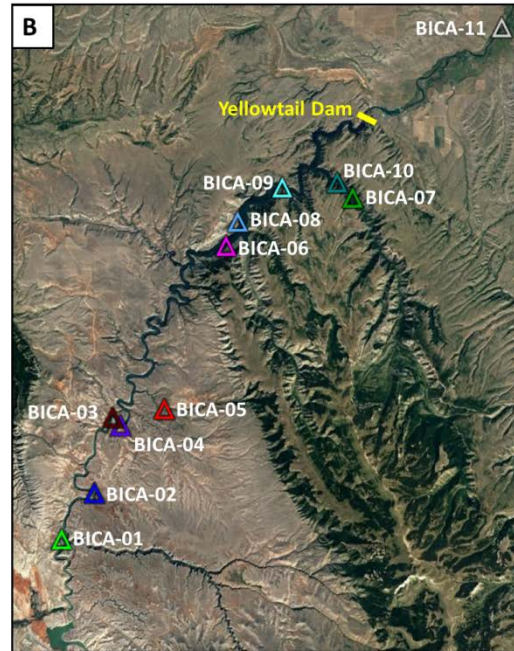 B
BICA-11
Yellowtail Dam
BICA-10
BICA-09
BICA-07
BICA-08
BICA-06
BICA-03
BICA-05
BICA-04
BICA-02
BICA-01